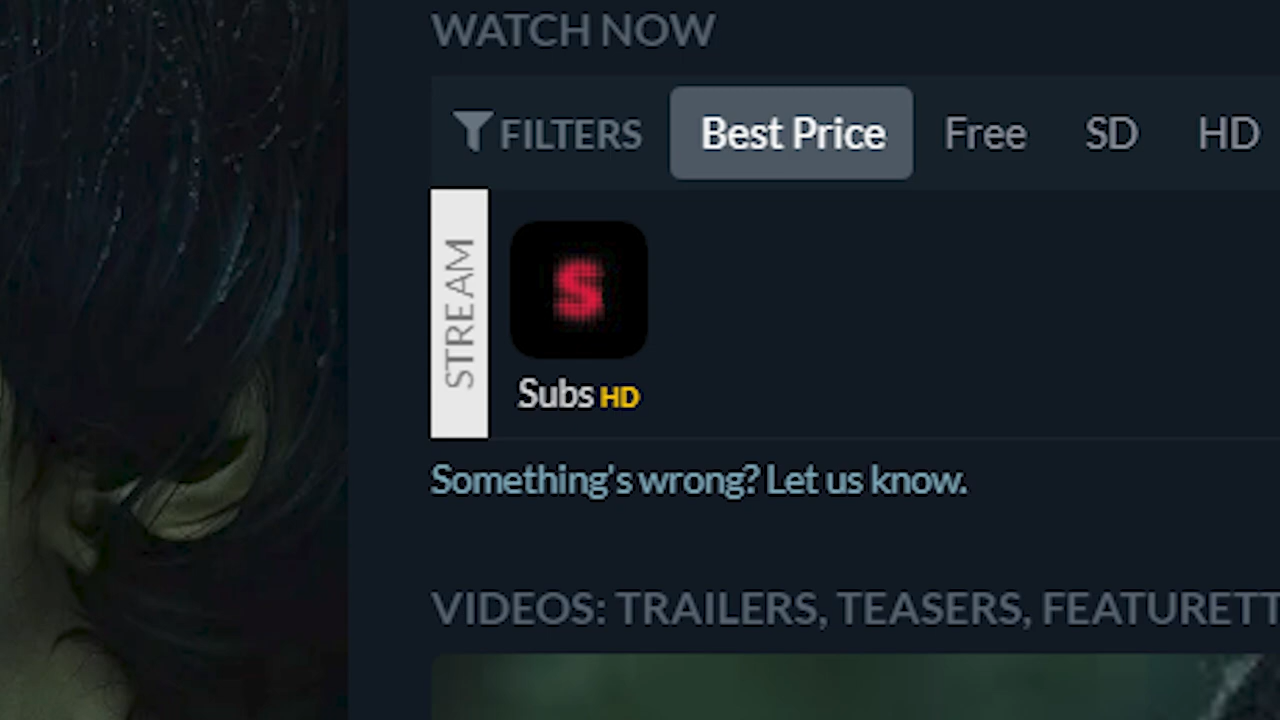 WATCH NOW
FILTERS Best Price Free SD HD
STREAM
S
Subs HD
Something's wrong? Let us know.
VIDEOS: TRAILERS, TEASERS, FEATURETT